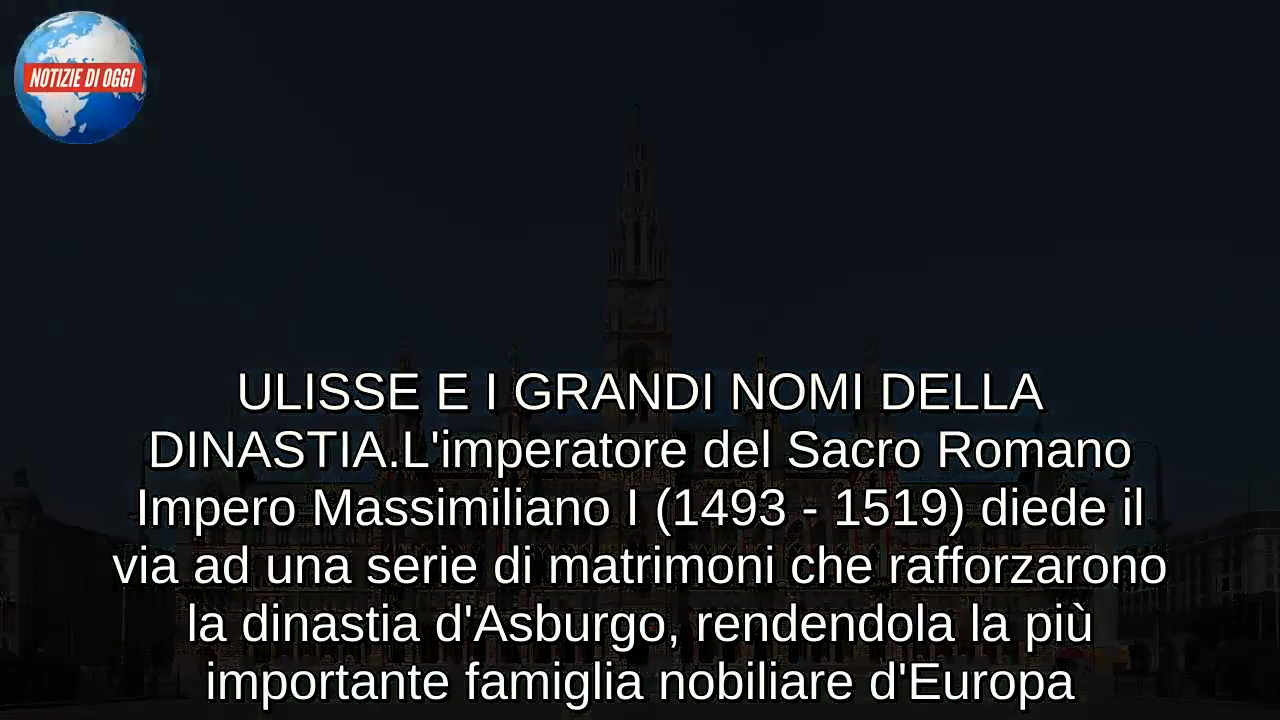 NOTIZIE DI OGGI
ULISSE E I GRANDI NOMI DELLA
DINASTIA.L'imperatore del Sacro Romano
Impero Massimiliano I (1493 - 1519) diede il
via ad una serie di matrimoni che rafforzarono
la dinastia d'Asburgo, rendendola la più
importante famiglia nobiliare d'Europa